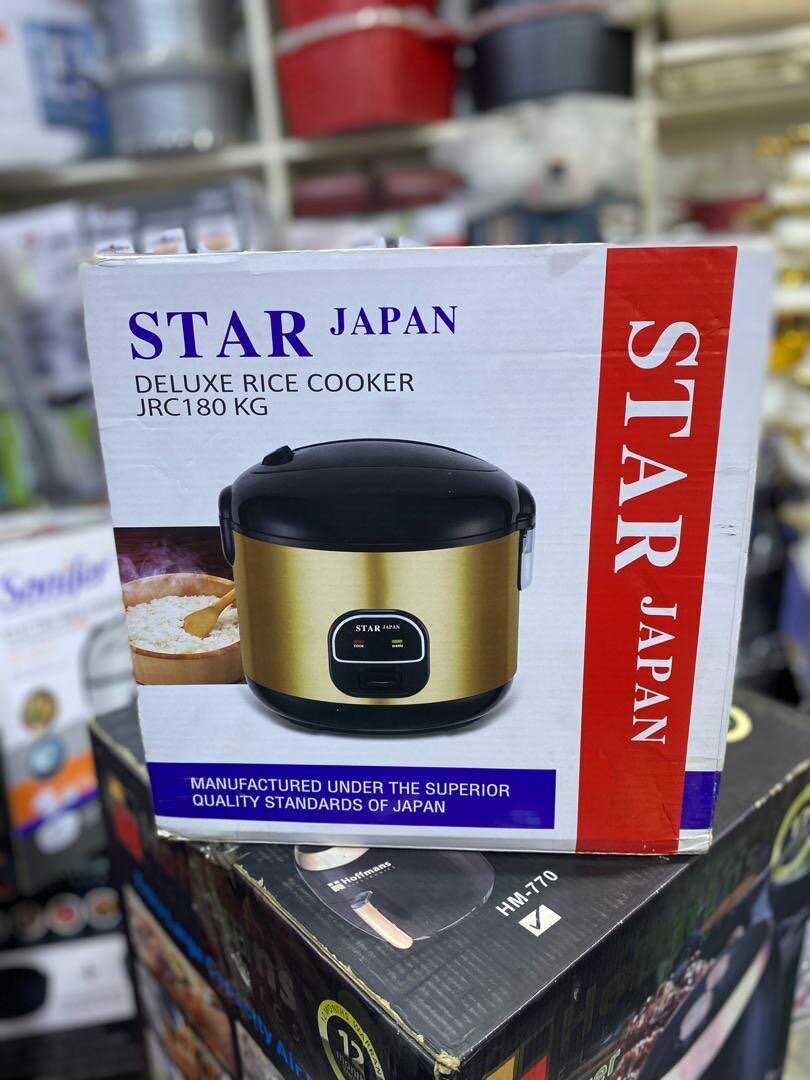 STAR JAPAN
DELUXE RICE COOKER
JRC180 KG
STAR JAPAN
COOK
WARM
MANUFACTURED UNDER THE SUPERIOR
QUALITY STANDARDS OF JAPAN
STAR JAPAN
Hoffmans
HM-770
12